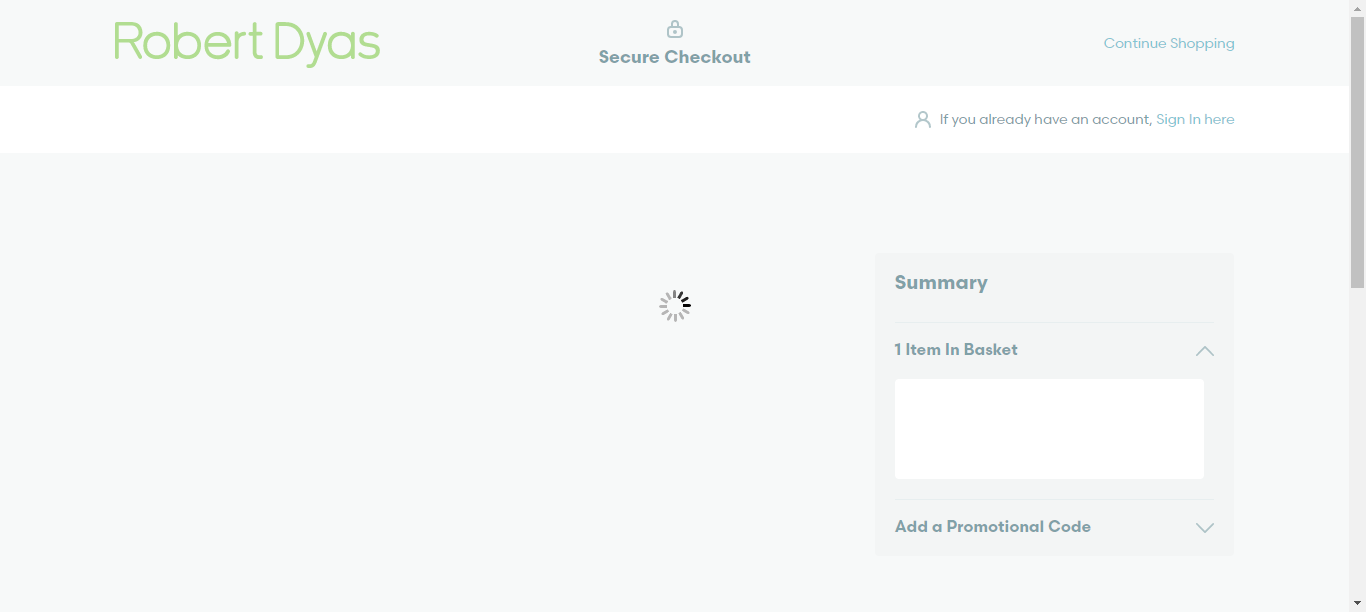 Robert Dyas
Secure Checkout
Continue Shopping
If you already have an account, Sign In here
Summary
1 Item In Basket
Add a Promotional Code